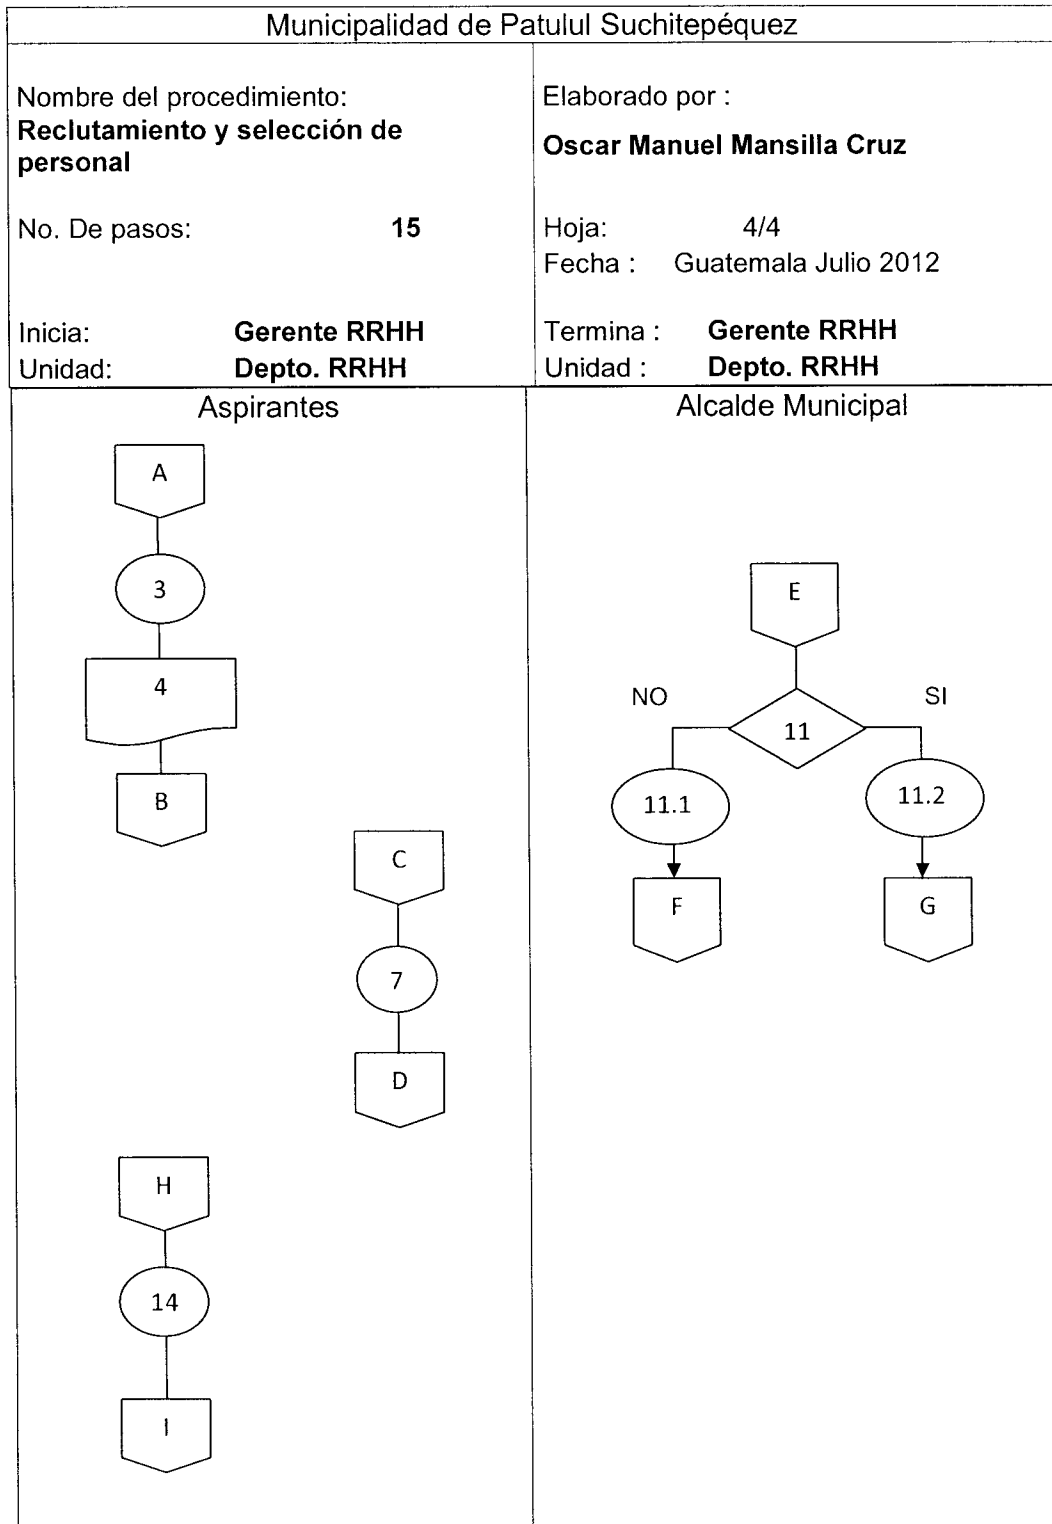 Municipalidad de Patulul Suchitepéquez
Nombre del procedimiento:
Reclutamiento y selección de
personal
No. De pasos: 15
Elaborado por :
Oscar Manuel Mansilla Cruz
Hoja: 4/4
Fecha : Guatemala Julio 2012
Inicia: Gerente RRHH
Unidad: Depto. RRHH
Termina : Gerente RRHH
Unidad : Depto. RRHH
Aspirantes
A
3
4
B
C
7
D
H
14
I
Alcalde Municipal
E
NO
SI
11
11.1
11.2
F
G